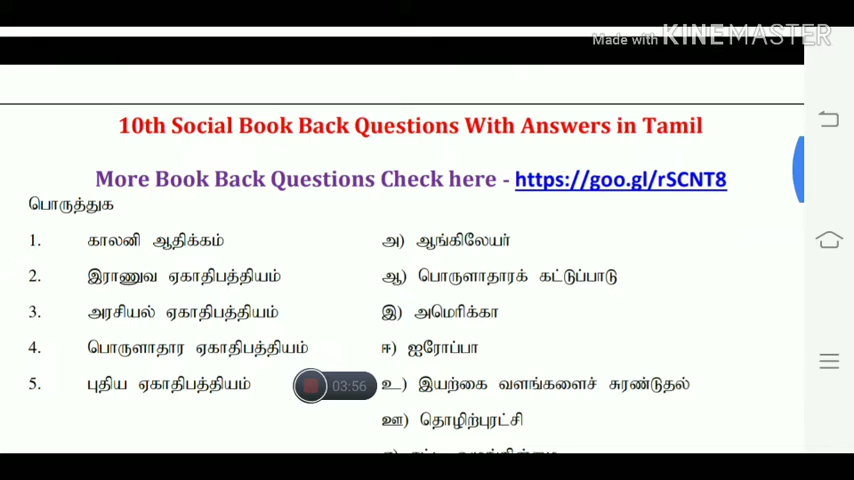 Made with KINEMASTER
10th Social Book Back Questions With Answers in Tamil
More Book Back Questions Check here - https://goo.gl/rSCNT8
பொருத்துக
1. காலனி ஆதிக்கம் அ) ஆங்கிலேயர்
2. இராணுவ ஏகாதிபத்தியம் ஆ) பொருளாதாரக் கட்டுப்பாடு
3. அரசியல் ஏகாதிபத்தியம் இ) அமெரிக்கா
4. பொருளாதார ஏகாதிபத்தியம் ஈ) ஐரோப்பா
5. புதிய ஏகாதிபத்தியம் 03:56 உ) இயற்கை வளங்களைச் சுரண்டுதல்
ஊ) தொழிற்புரட்சி